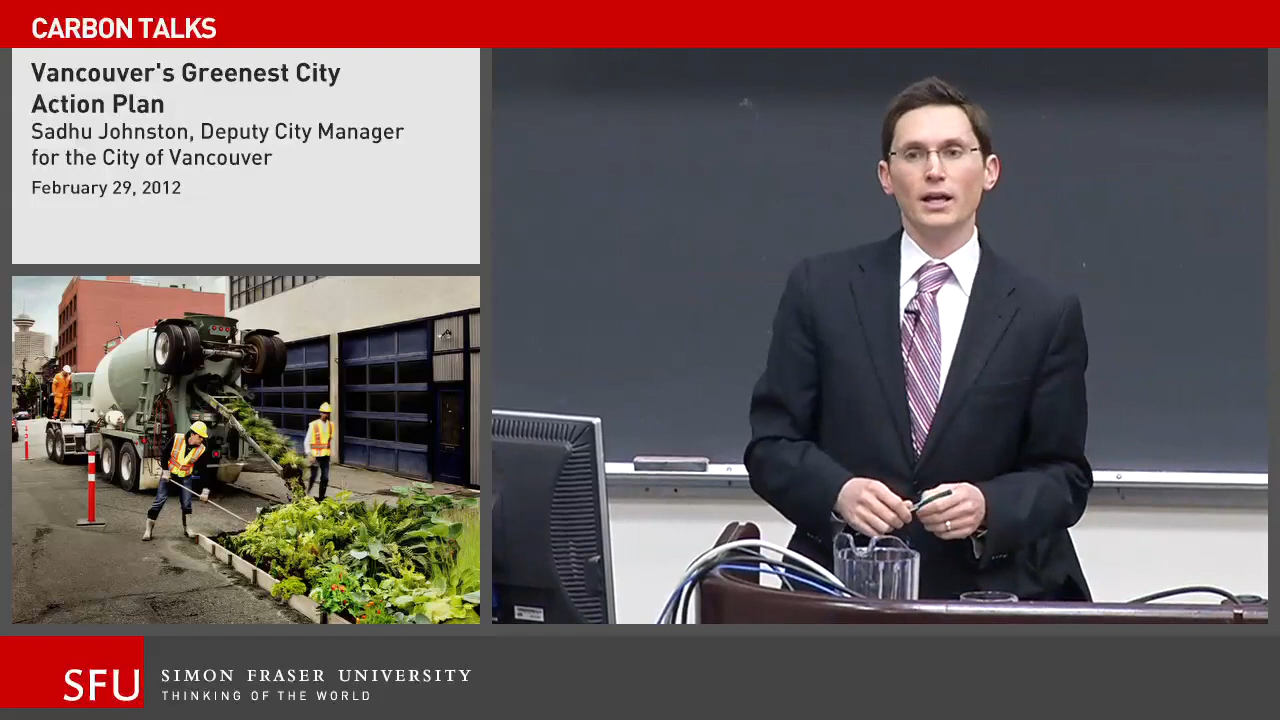 CARBON TALKS
Vancouver's Greenest City
Action Plan
Sadhu Johnston, Deputy City Manager
for the City of Vancouver
February 29, 2012
SFU
SIMON FRASER UNIVERSITY
THINKING OF THE WORLD